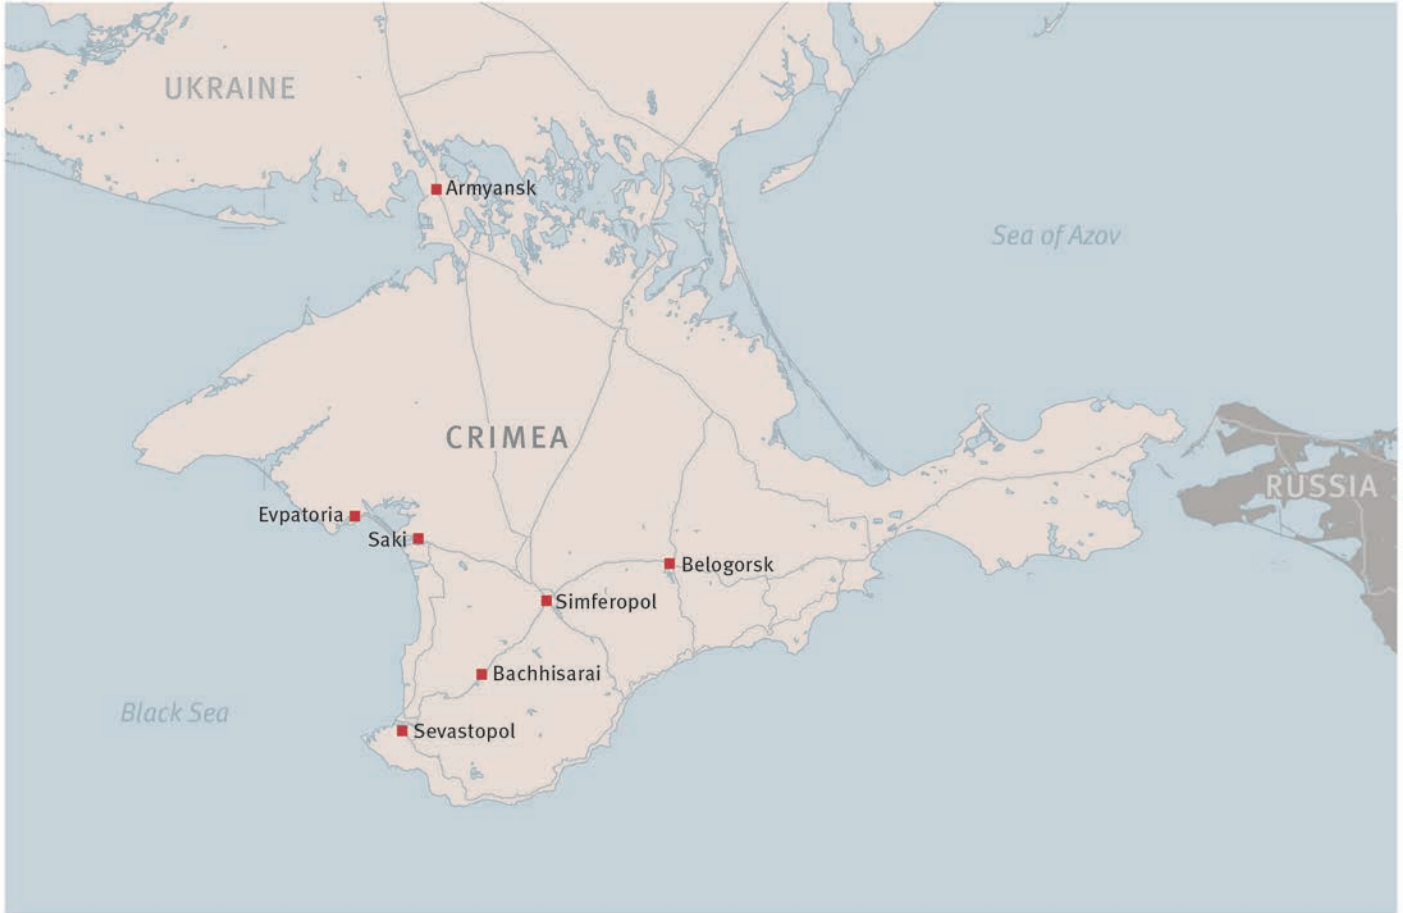 UKRAINE
Armyansk
Sea of Azov
CRIMEA
RUSSIA
Evpatoria
Saki
Belogorsk
Simferopol
Bachhisarai
Black Sea
Sevastopol